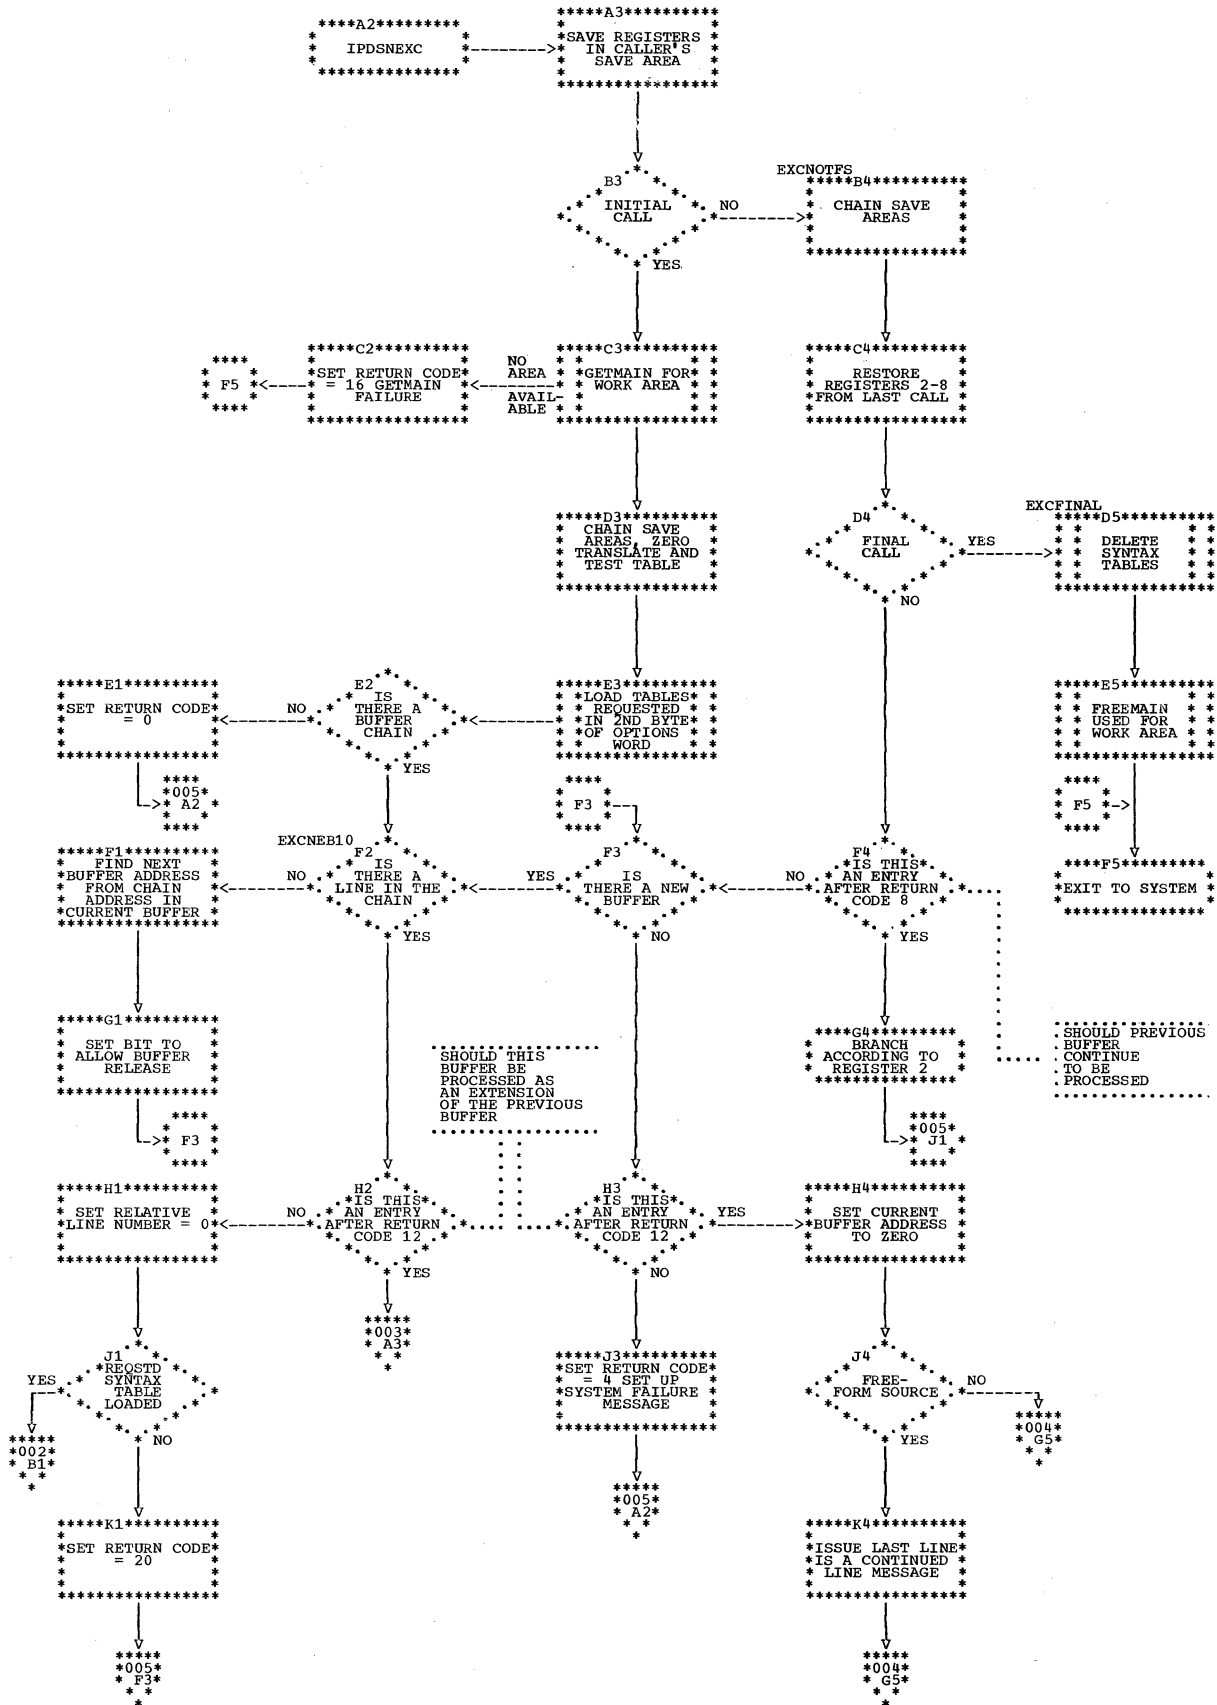 A2
IPDSNEXC
A3
SAVE REGISTERS
IN CALLER'S
SAVE AREA
B3
INITIAL
CALL
NO
YES
EXCNOTFS
B4
CHAIN SAVE
AREAS
F5
C2
SET RETURN CODE
= 16 GETMAIN
FAILURE
NO
AREA
AVAIL-
ABLE
C3
GETMAIN FOR
WORK AREA
C4
RESTORE
REGISTERS 2-8
FROM LAST CALL
D3
CHAIN SAVE
AREAS, ZERO
TRANSLATE AND
TEST TABLE
D4
FINAL
CALL
YES
NO
EXCFINAL
D5
DELETE
SYNTAX
TABLES
E1
SET RETURN CODE
= 0
005
A2
NO
E2
IS
THERE A
BUFFER
CHAIN
YES
E3
LOAD TABLES
REQUESTED
IN 2ND BYTE
OF OPTIONS
WORD
F3
E5
FREEMAIN
USED FOR
WORK AREA
F5
F1
FIND NEXT
BUFFER ADDRESS
FROM CHAIN
ADDRESS IN
CURRENT BUFFER
NO
EXCNEB10
F2
IS
THERE A
LINE IN THE
CHAIN
YES
YES
F3
IS
THERE A NEW
BUFFER
NO
NO
F4
IS THIS
AN ENTRY
AFTER RETURN
CODE 8
YES
F5
EXIT TO SYSTEM
G1
SET BIT TO
ALLOW BUFFER
RELEASE
F3
SHOULD THIS
BUFFER BE
PROCESSED AS
AN EXTENSION
OF THE PREVIOUS
BUFFER
G4
BRANCH
ACCORDING TO
REGISTER 2
005
J1
SHOULD PREVIOUS
BUFFER
CONTINUE
TO BE
PROCESSED
H1
SET RELATIVE
LINE NUMBER = 0
NO
H2
IS THIS
AN ENTRY
AFTER RETURN
CODE 12
YES
003
A3
H3
IS THIS
AN ENTRY
AFTER RETURN
CODE 12
YES
NO
H4
SET CURRENT
BUFFER ADDRESS
TO ZERO
YES
J1
REQSTD
SYNTAX
TABLE
LOADED
NO
002
B1
J3
SET RETURN CODE
= 4 SET UP
SYSTEM FAILURE
MESSAGE
005
A2
J4
FREE-
FORM SOURCE
NO
YES
004
G5
K1
SET RETURN CODE
= 20
005
F3
K4
ISSUE LAST LINE
IS A CONTINUED
LINE MESSAGE
004
G5